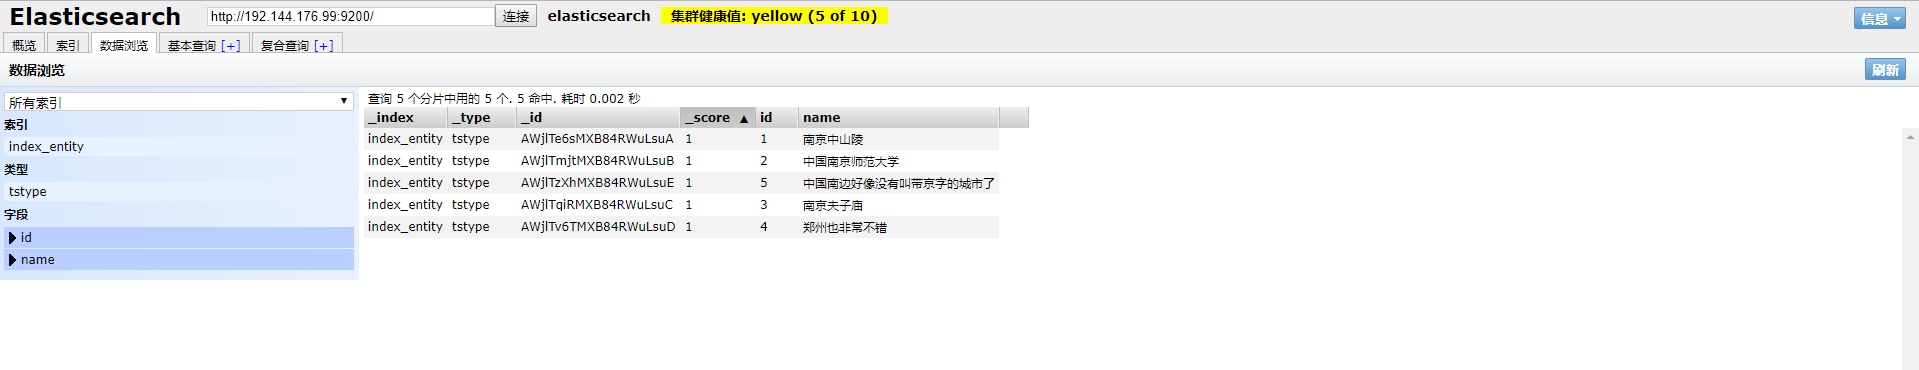 Elasticsearch http://192.144.176.99:9200/ 连接 elasticsearch 集群健康值: yellow (5 of 10) 信息
概览 索引 数据浏览 基本查询 [+] 复合查询 [+]
数据浏览 刷新
所有索引
索引
index_entity
类型
tstype
字段
id
name
查询 5 个分片中用的 5 个. 5 命中. 耗时 0.002 秒
_index _type _id _score ▲ id name
index_entity tstype AWjlTe6sMXB84RWuLsuA 1 1 南京中山陵
index_entity tstype AWjlTmjtMXB84RWuLsuB 1 2 中国南京师范大学
index_entity tstype AWjlTzXhMXB84RWuLsuE 1 5 中国南边好像没有叫带京字的城市了
index_entity tstype AWjlTqiRMXB84RWuLsuC 1 3 南京夫子庙
index_entity tstype AWjlTv6TMXB84RWuLsuD 1 4 郑州也非常不错